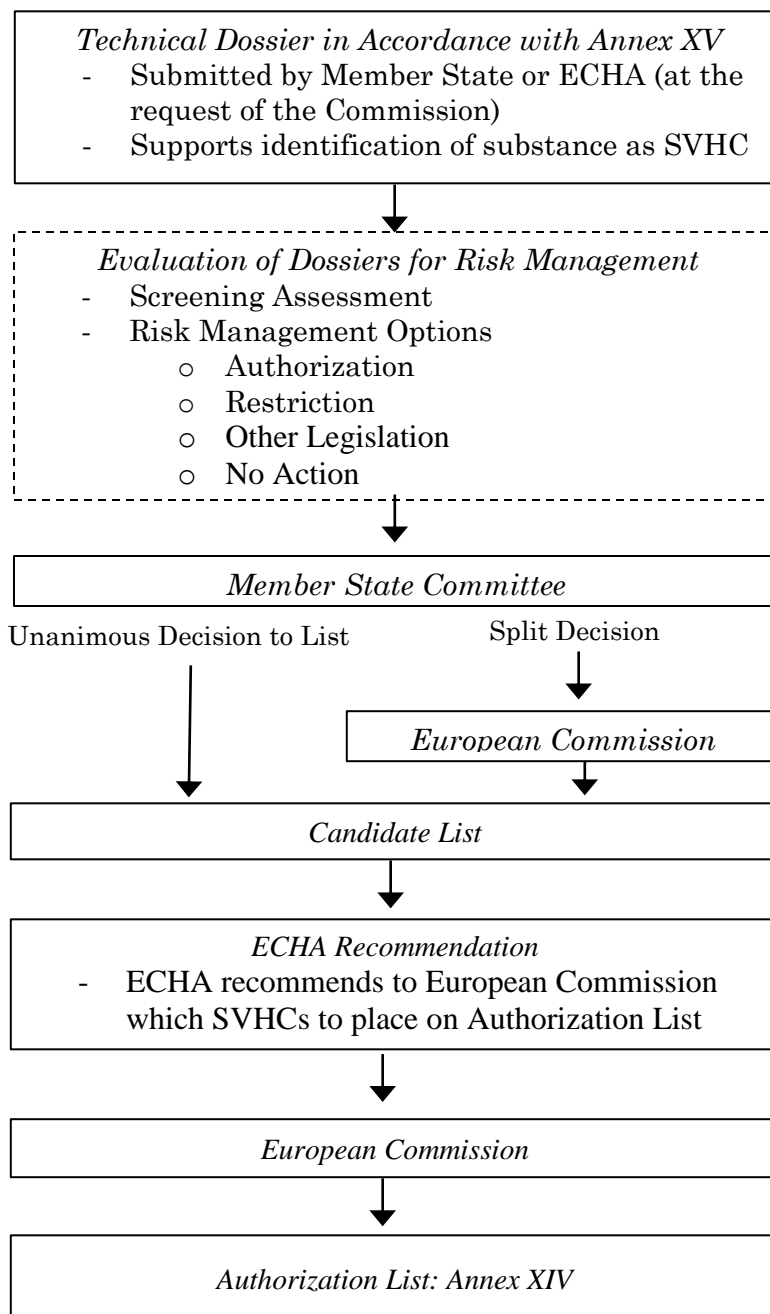 Technical Dossier in Accordance with Annex XV
- Submitted by Member State or ECHA (at the
request of the Commission)
- Supports identification of substance as SVHC
Evaluation of Dossiers for Risk Management
- Screening Assessment
- Risk Management Options
o Authorization
o Restriction
o Other Legislation
o No Action
Member State Committee
Unanimous Decision to List
Split Decision
European Commission
Candidate List
ECHA Recommendation
- ECHA recommends to European Commission
which SVHCs to place on Authorization List
European Commission
Authorization List: Annex XIV